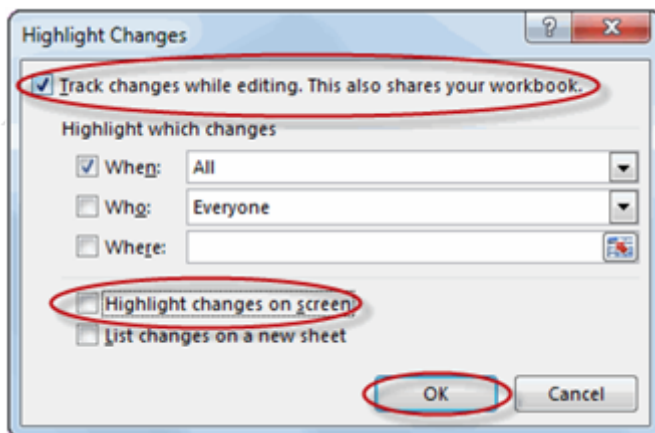 Highlight Changes
Track changes while editing. This also shares your workbook.
Highlight which changes
When: All
Who: Everyone
Where:
Highlight changes on screen
List changes on a new sheet
OK Cancel